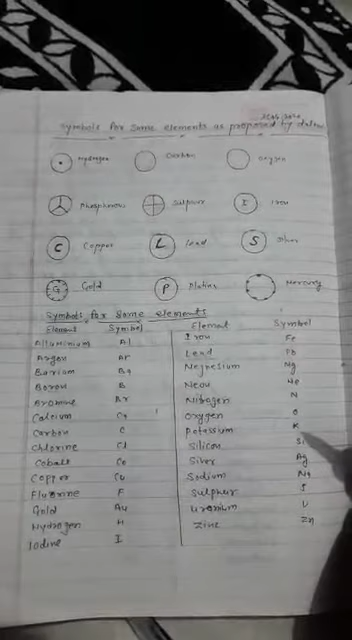 Symbols for some elements as proposed by dalton
Hydrogen Carbon Oxygen
Phosphorus Sulphur I Iron
C Copper L Lead S Silver
G Gold P Platina Mercury
Symbols for some elements
Element Symbol Element Symbol
Alluminium Al Iron Fe
Argon Ar Lead Pb
Barium Ba Megnesium Mg
Boron B Neon Ne
Bromine Br Nitrogen N
Calcium Ca Oxygen O
Carbon C Potassium K
Chlorine Cl Silicon Si
Cobalt Co Silver Ag
Copper Cu Sodium Na
Fluorine F Sulphur
Gold Au Uranium U
Hydrogen H Zinc Zn
Iodine I